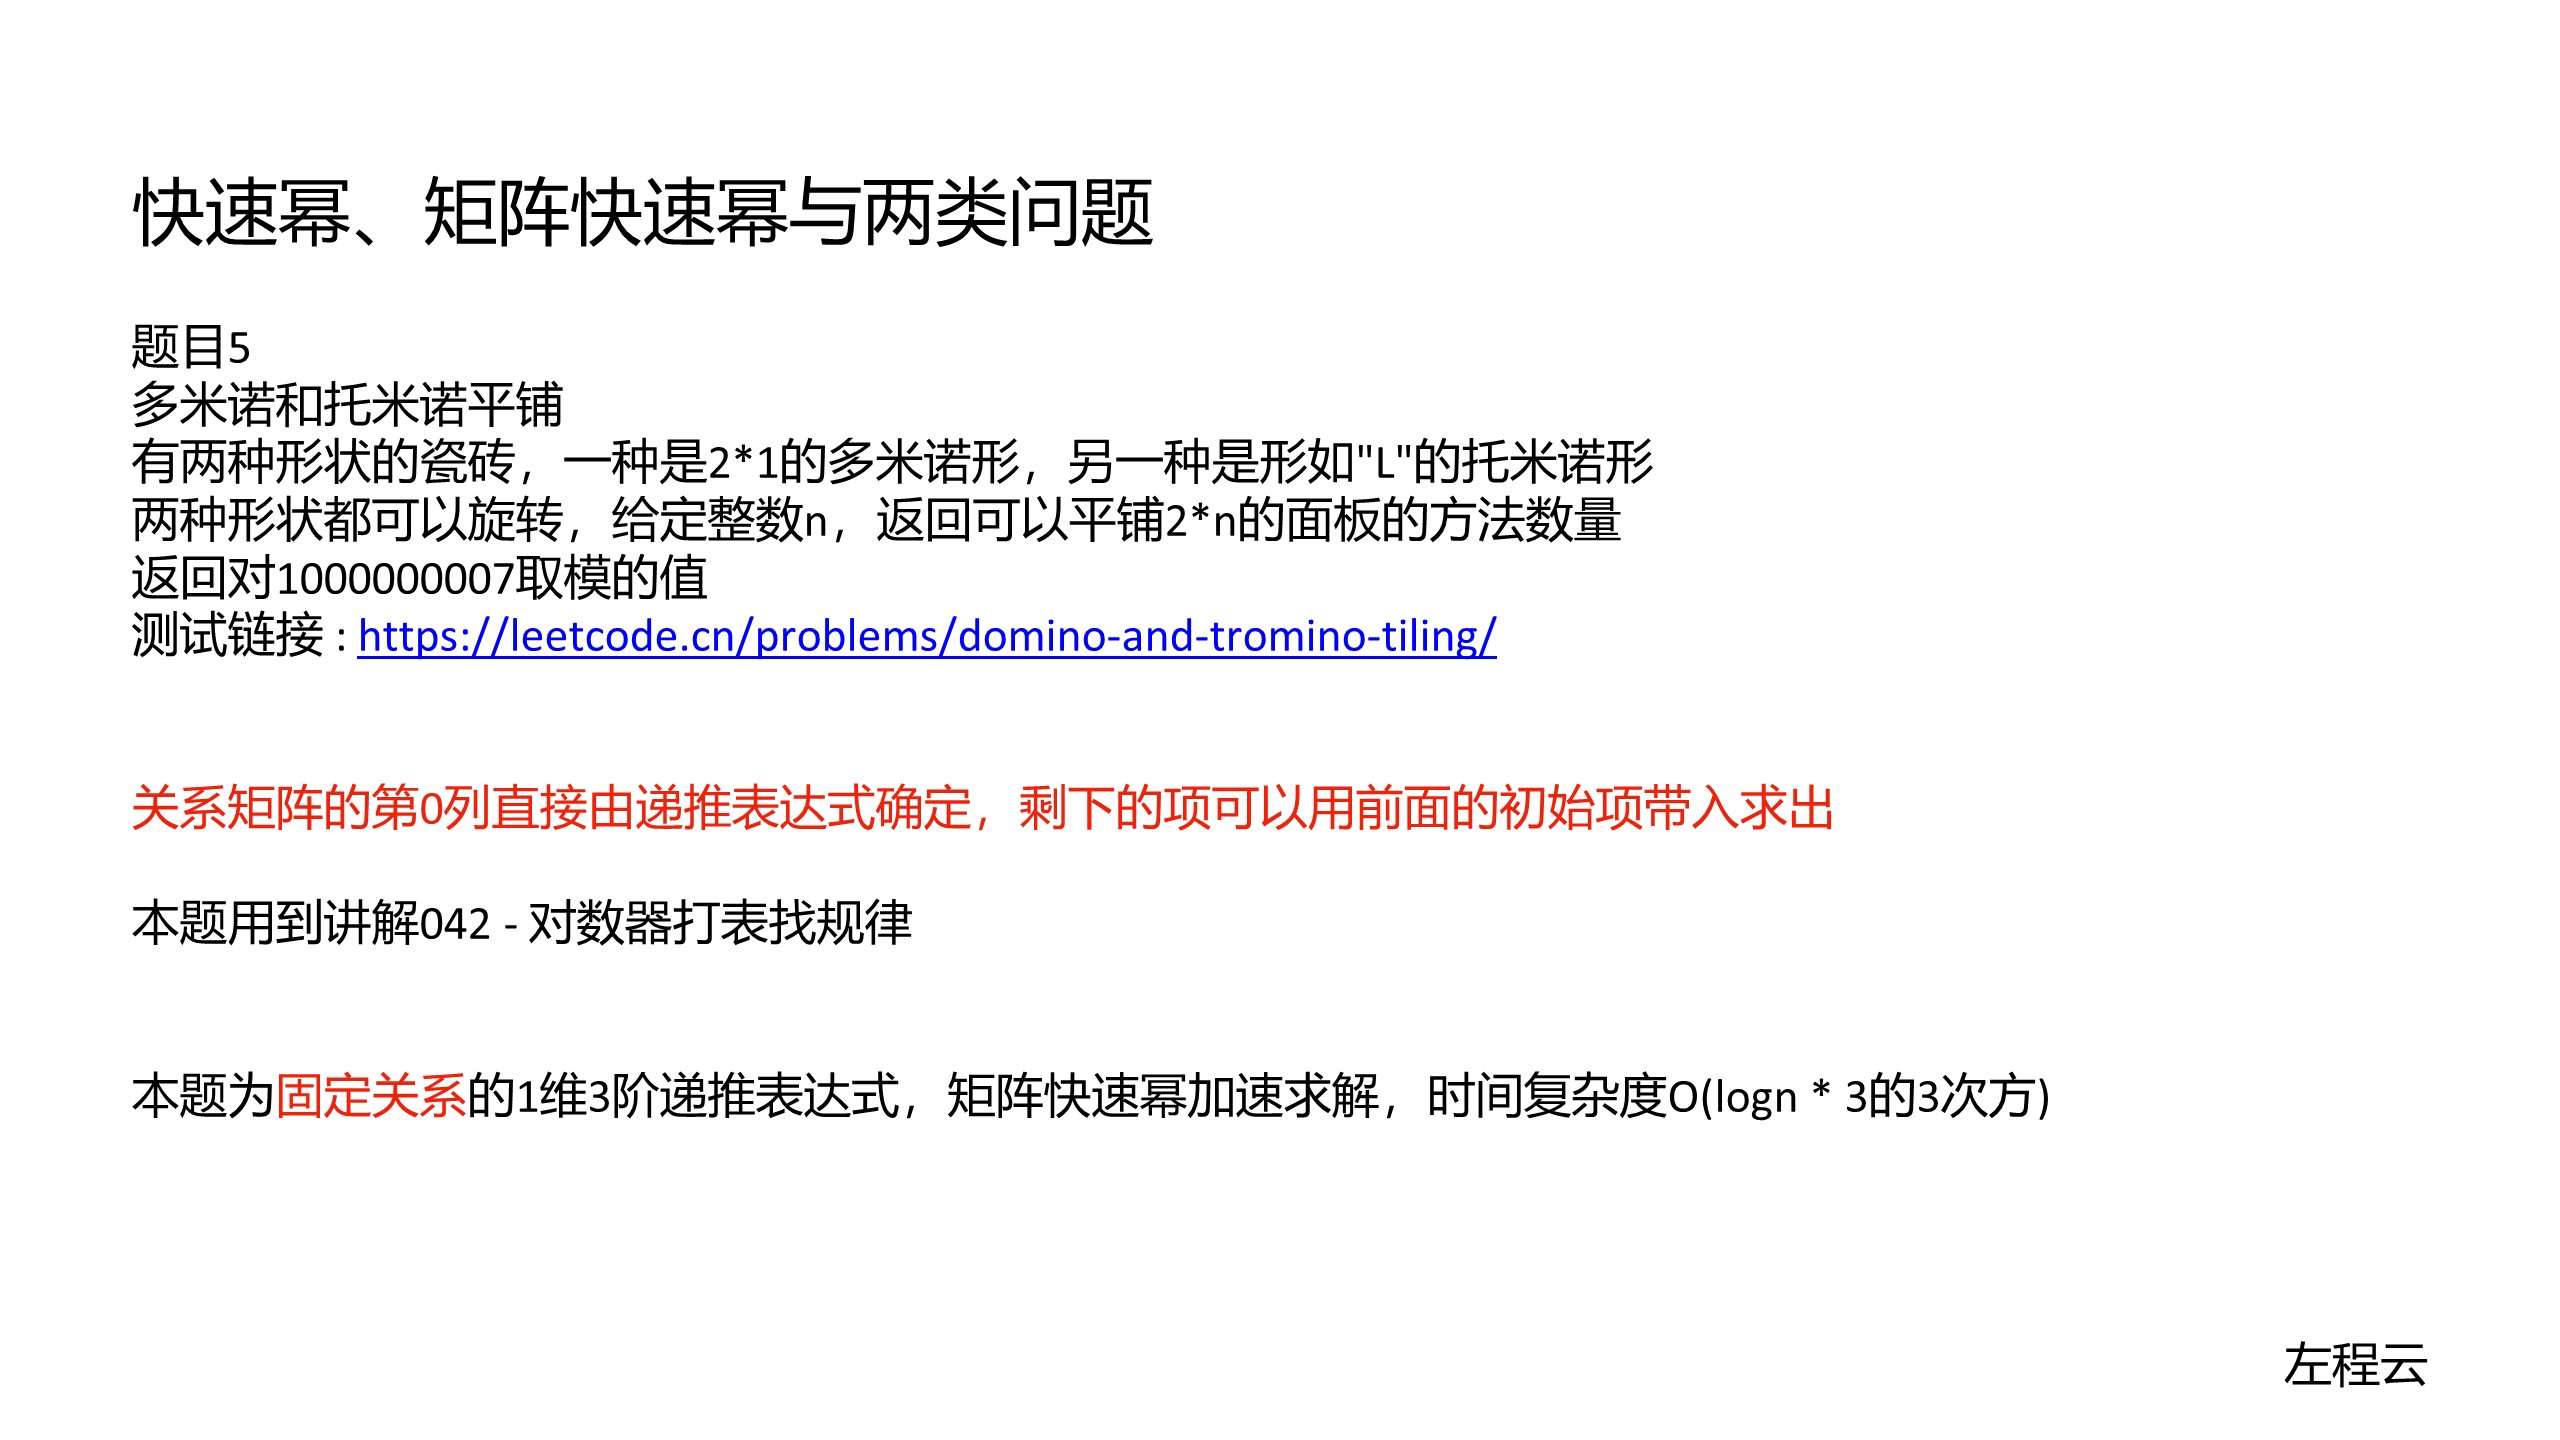 快速幂、矩阵快速幂与两类问题
题目5
多米诺和托米诺平铺
有两种形状的瓷砖，一种是2*1的多米诺形，另一种是形如"L"的托米诺形
两种形状都可以旋转，给定整数n，返回可以平铺2*n的面板的方法数量
返回对1000000007取模的值
测试链接 : https://leetcode.cn/problems/domino-and-tromino-tiling/
关系矩阵的第0列直接由递推表达式确定，剩下的项可以用前面的初始项带入求出
本题用到讲解042 - 对数器打表找规律
本题为固定关系的1维3阶递推表达式，矩阵快速幂加速求解，时间复杂度O(logn * 3的3次方)
左程云